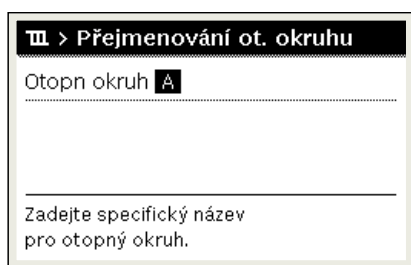 > Přejmenování ot. okruhu
Otopn okruh A
Zadejte specifický název
pro otopný okruh.